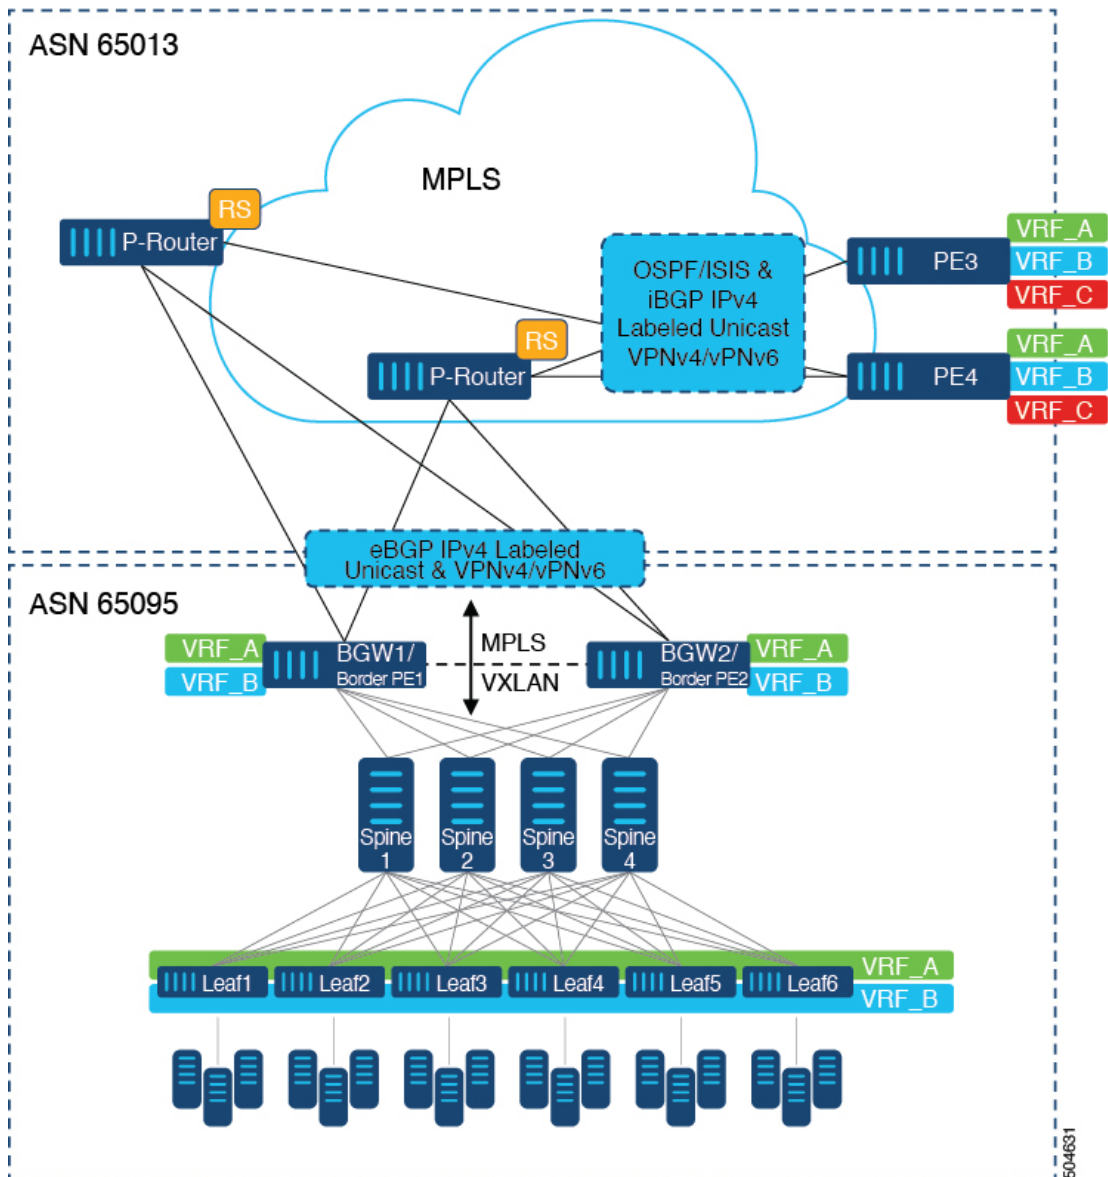 ASN 65013
MPLS
RS
P-Router
VRF_A
PE3
VRF_B
VRF_C
OSPF/ISIS &
iBGP IPv4
Labeled Unicast
VPNv4/vPNv6
RS
P-Router
VRF_A
PE4
VRF_B
VRF_C
eBGP IPv4 Labeled
Unicast & VPNv4/vPNv6
ASN 65095
VRF_A
VRF_B
BGW1/
Border PE1
MPLS
VXLAN
BGW2/
Border PE2
VRF_A
VRF_B
Spine
1
Spine
2
Spine
3
Spine
4
VRF_A
Leaf1
Leaf2
Leaf3
Leaf4
Leaf5
Leaf6
VRF_B
504631